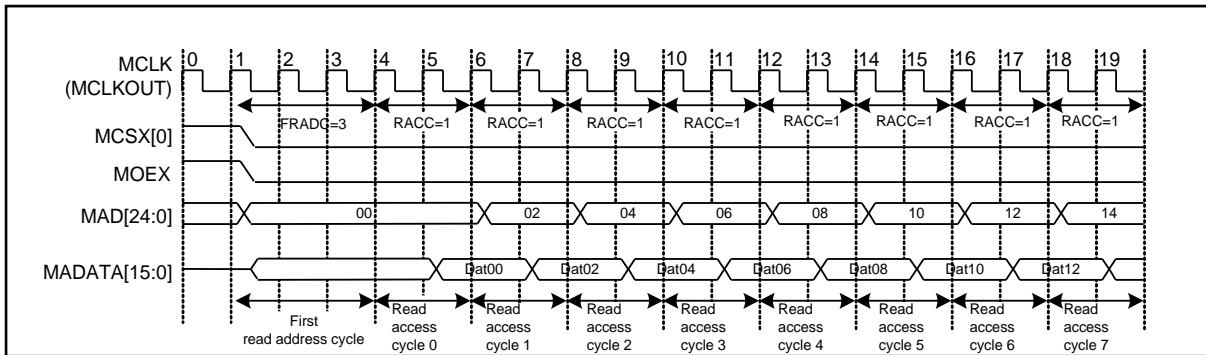 0 1 2 3 4 5 6 7 8 9 10 11 12 13 14 15 16 17 18 19
MCLK
(MCLKOUT)
FRADC=3 RACC=1 RACC=1 RACC=1 RACC=1 RACC=1 RACC=1 RACC=1 RACC=1
MCSX[0]
MOEX
MAD[24:0] 00 02 04 06 08 10 12 14
MADATA[15:0] Dat00 Dat02 Dat04 Dat06 Dat08 Dat10 Dat12
First
read address cycle
Read
access
cycle 0
Read
access
cycle 1
Read
access
cycle 2
Read
access
cycle 3
Read
access
cycle 4
Read
access
cycle 5
Read
access
cycle 6
Read
access
cycle 7